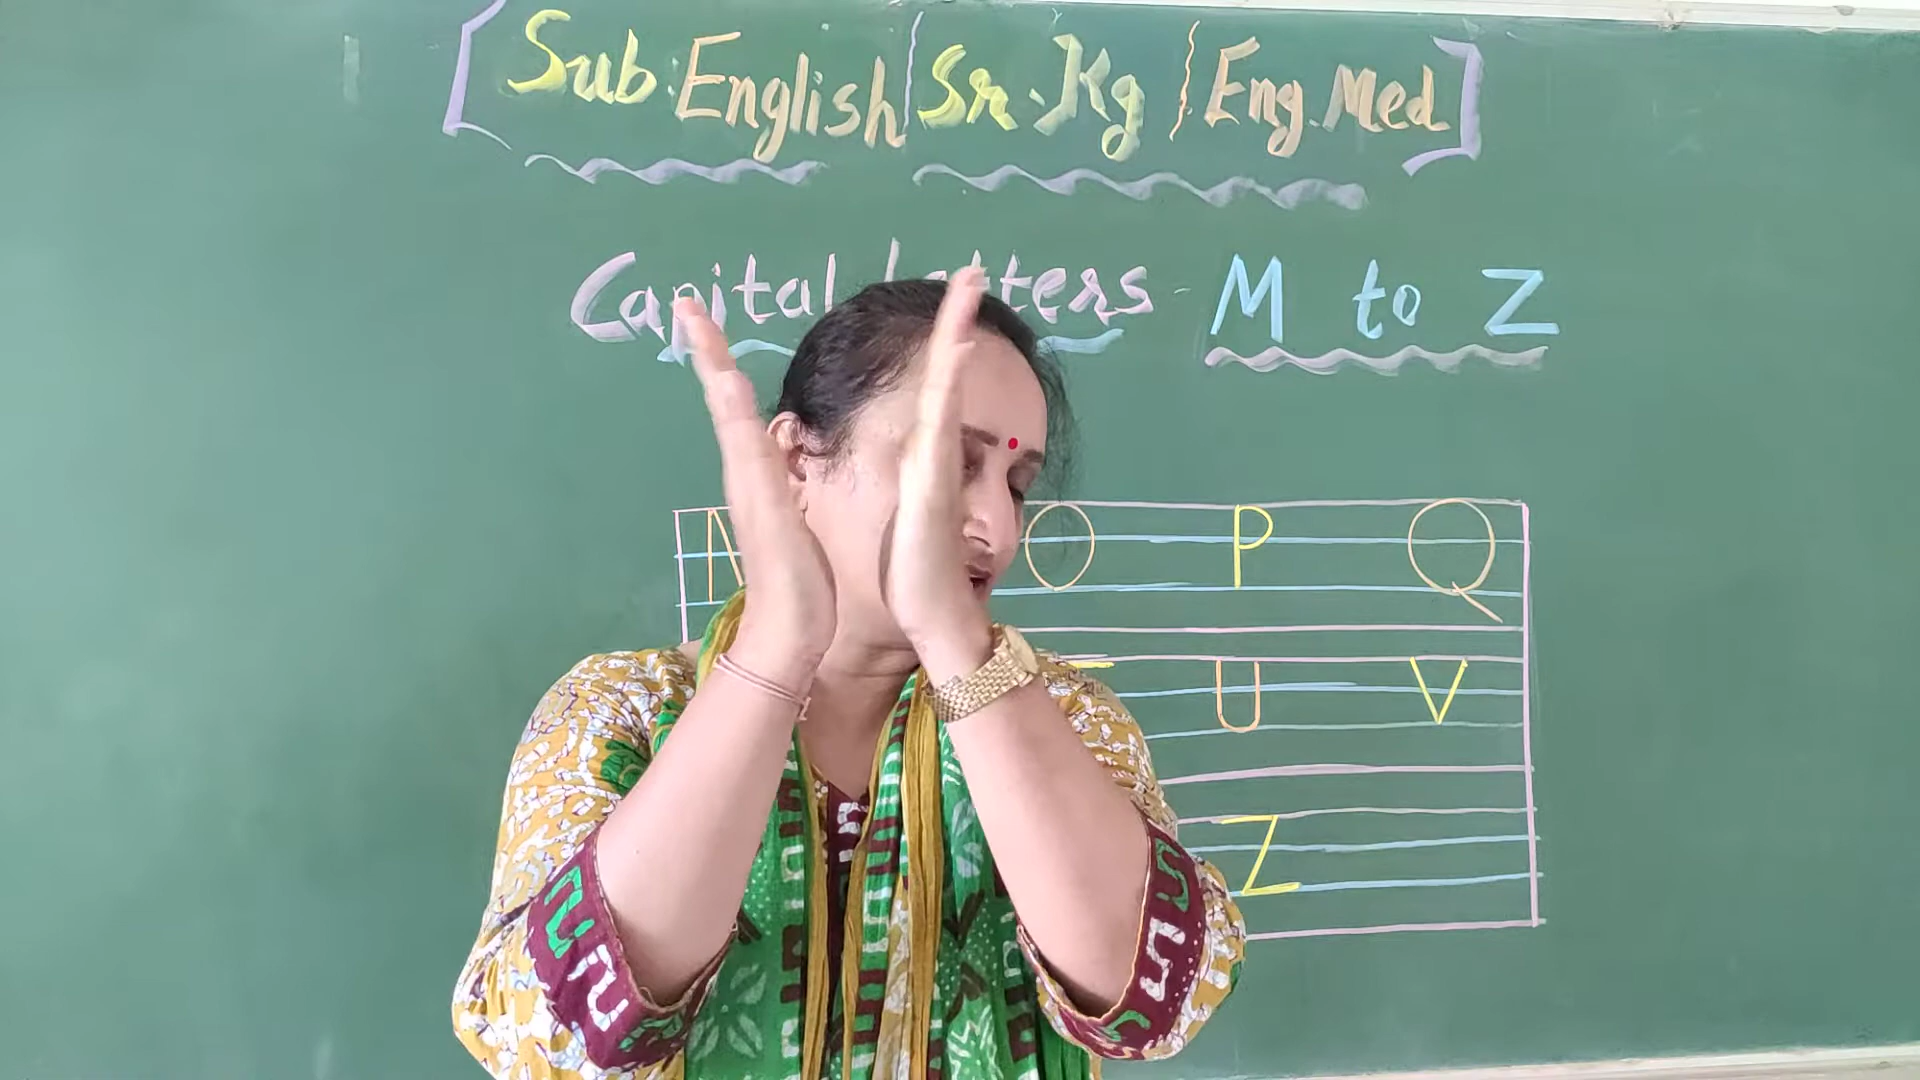 [Sub: English | Sr. Kg | Eng. Med]
Capital Letters - M to Z
N O P Q
U V
Z